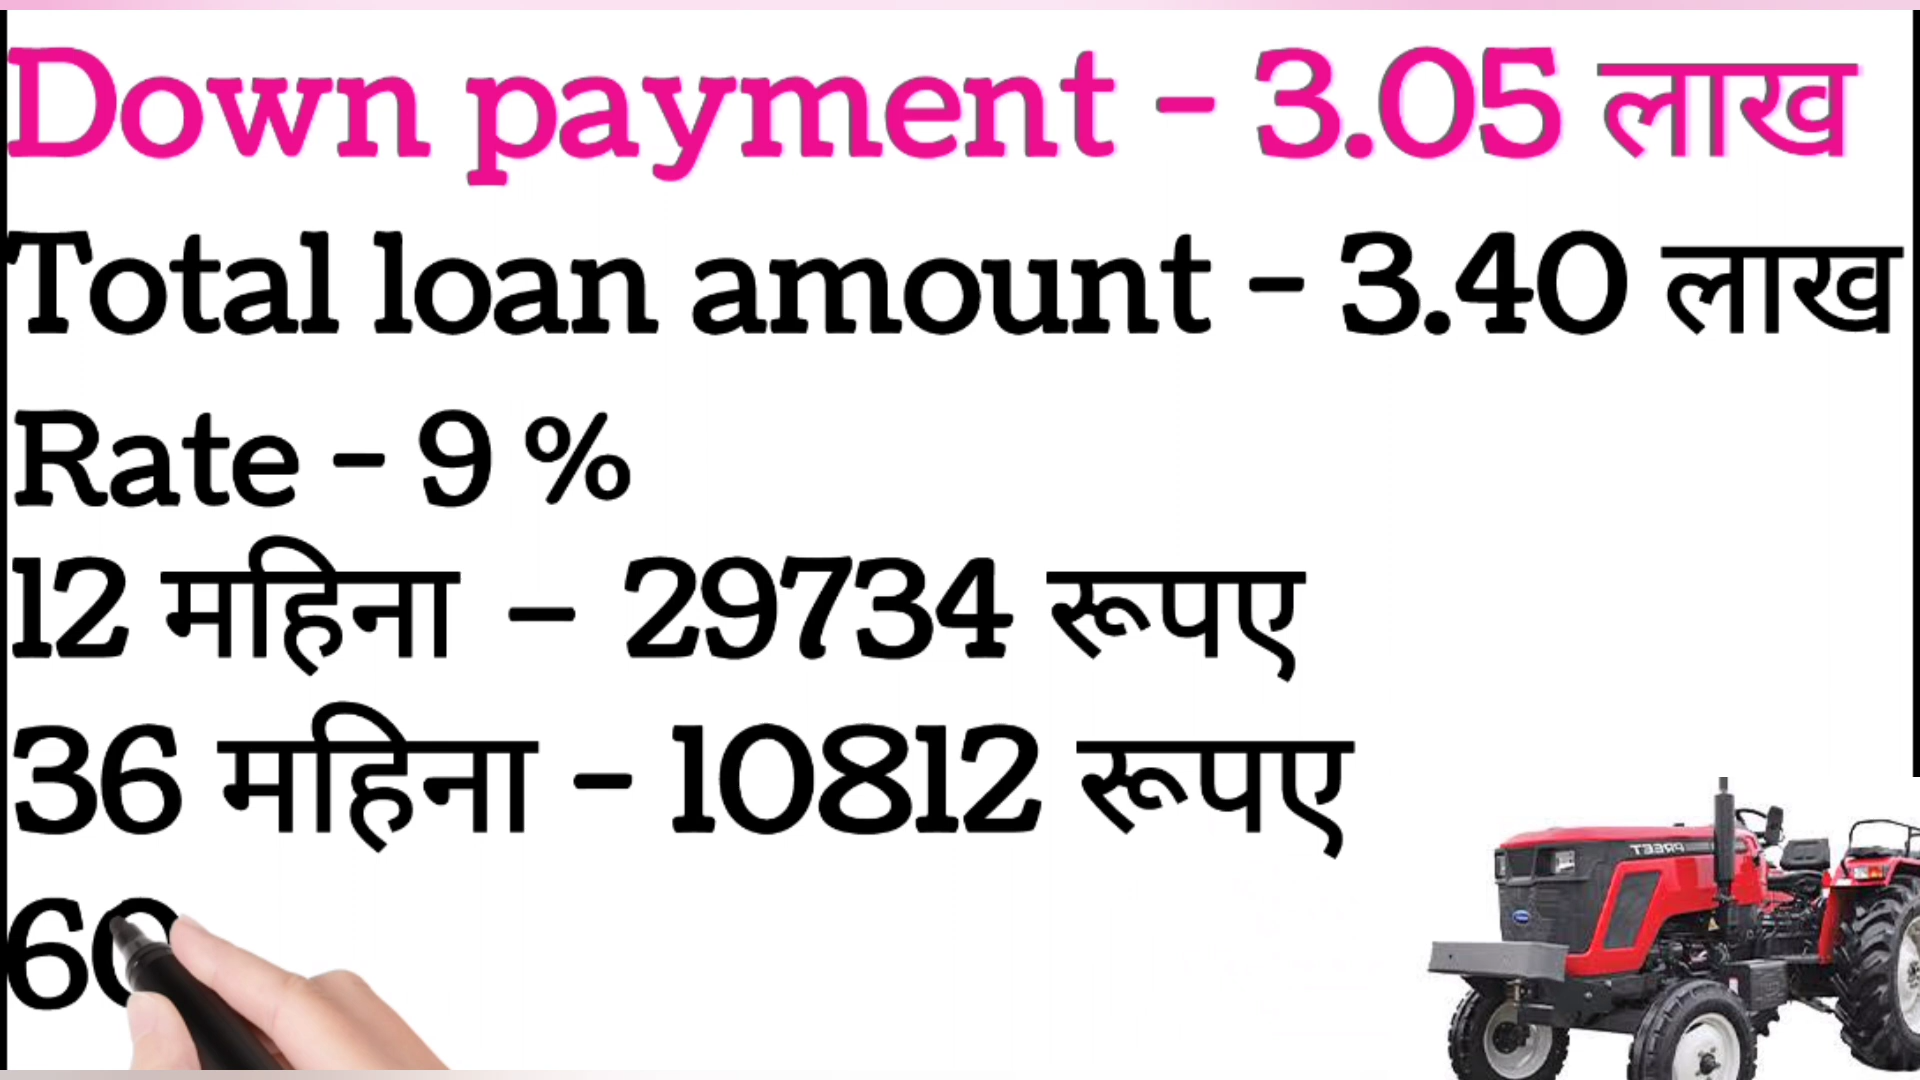 Down payment - 3.05 लाख
Total loan amount - 3.40 लाख
Rate - 9 %
12 महिना - 29734 रूपए
36 महिना - 10812 रूपए
60
PREET